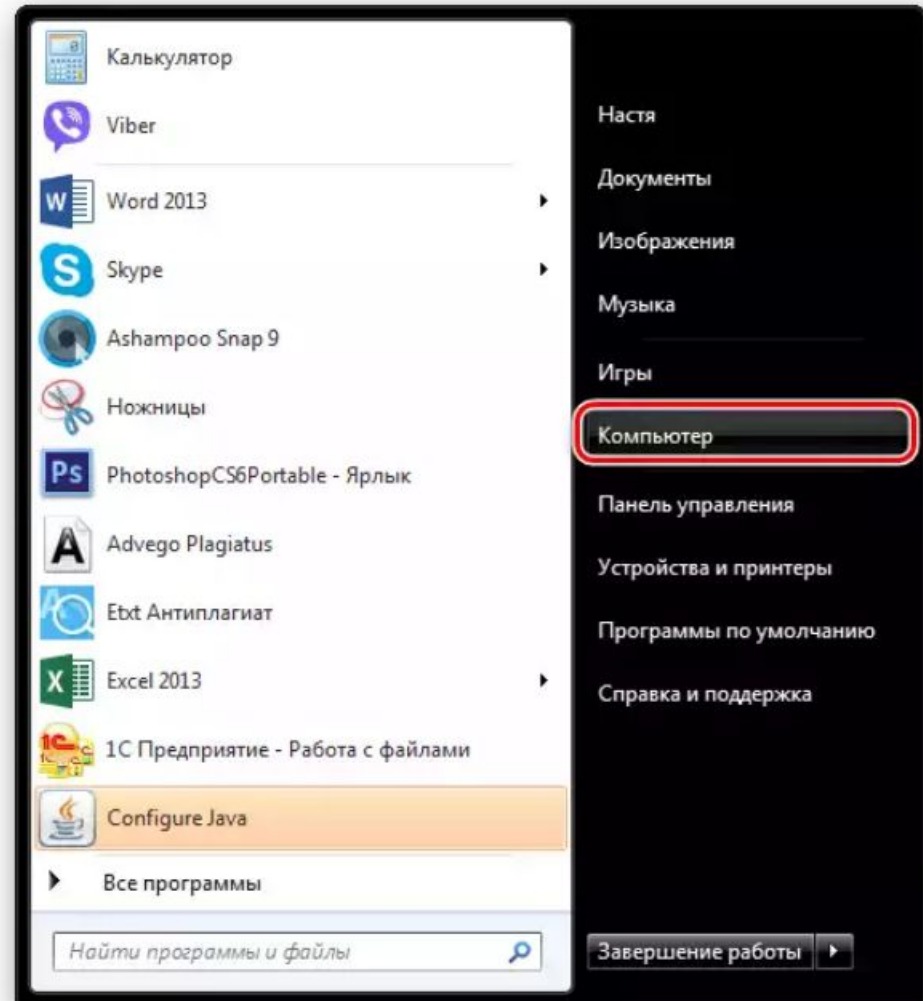 Калькулятор
Viber
Word 2013
Skype
Ashampoo Snap 9
Ножницы
PhotoshopCS6Portable - Ярлык
Advego Plagiatus
Etxt Антиплагиат
Excel 2013
1С Предприятие - Работа с файлами
Configure Java
Все программы
Найти программы и файлы
Настя
Документы
Изображения
Музыка
Игры
Компьютер
Панель управления
Устройства и принтеры
Программы по умолчанию
Справка и поддержка
Завершение работы